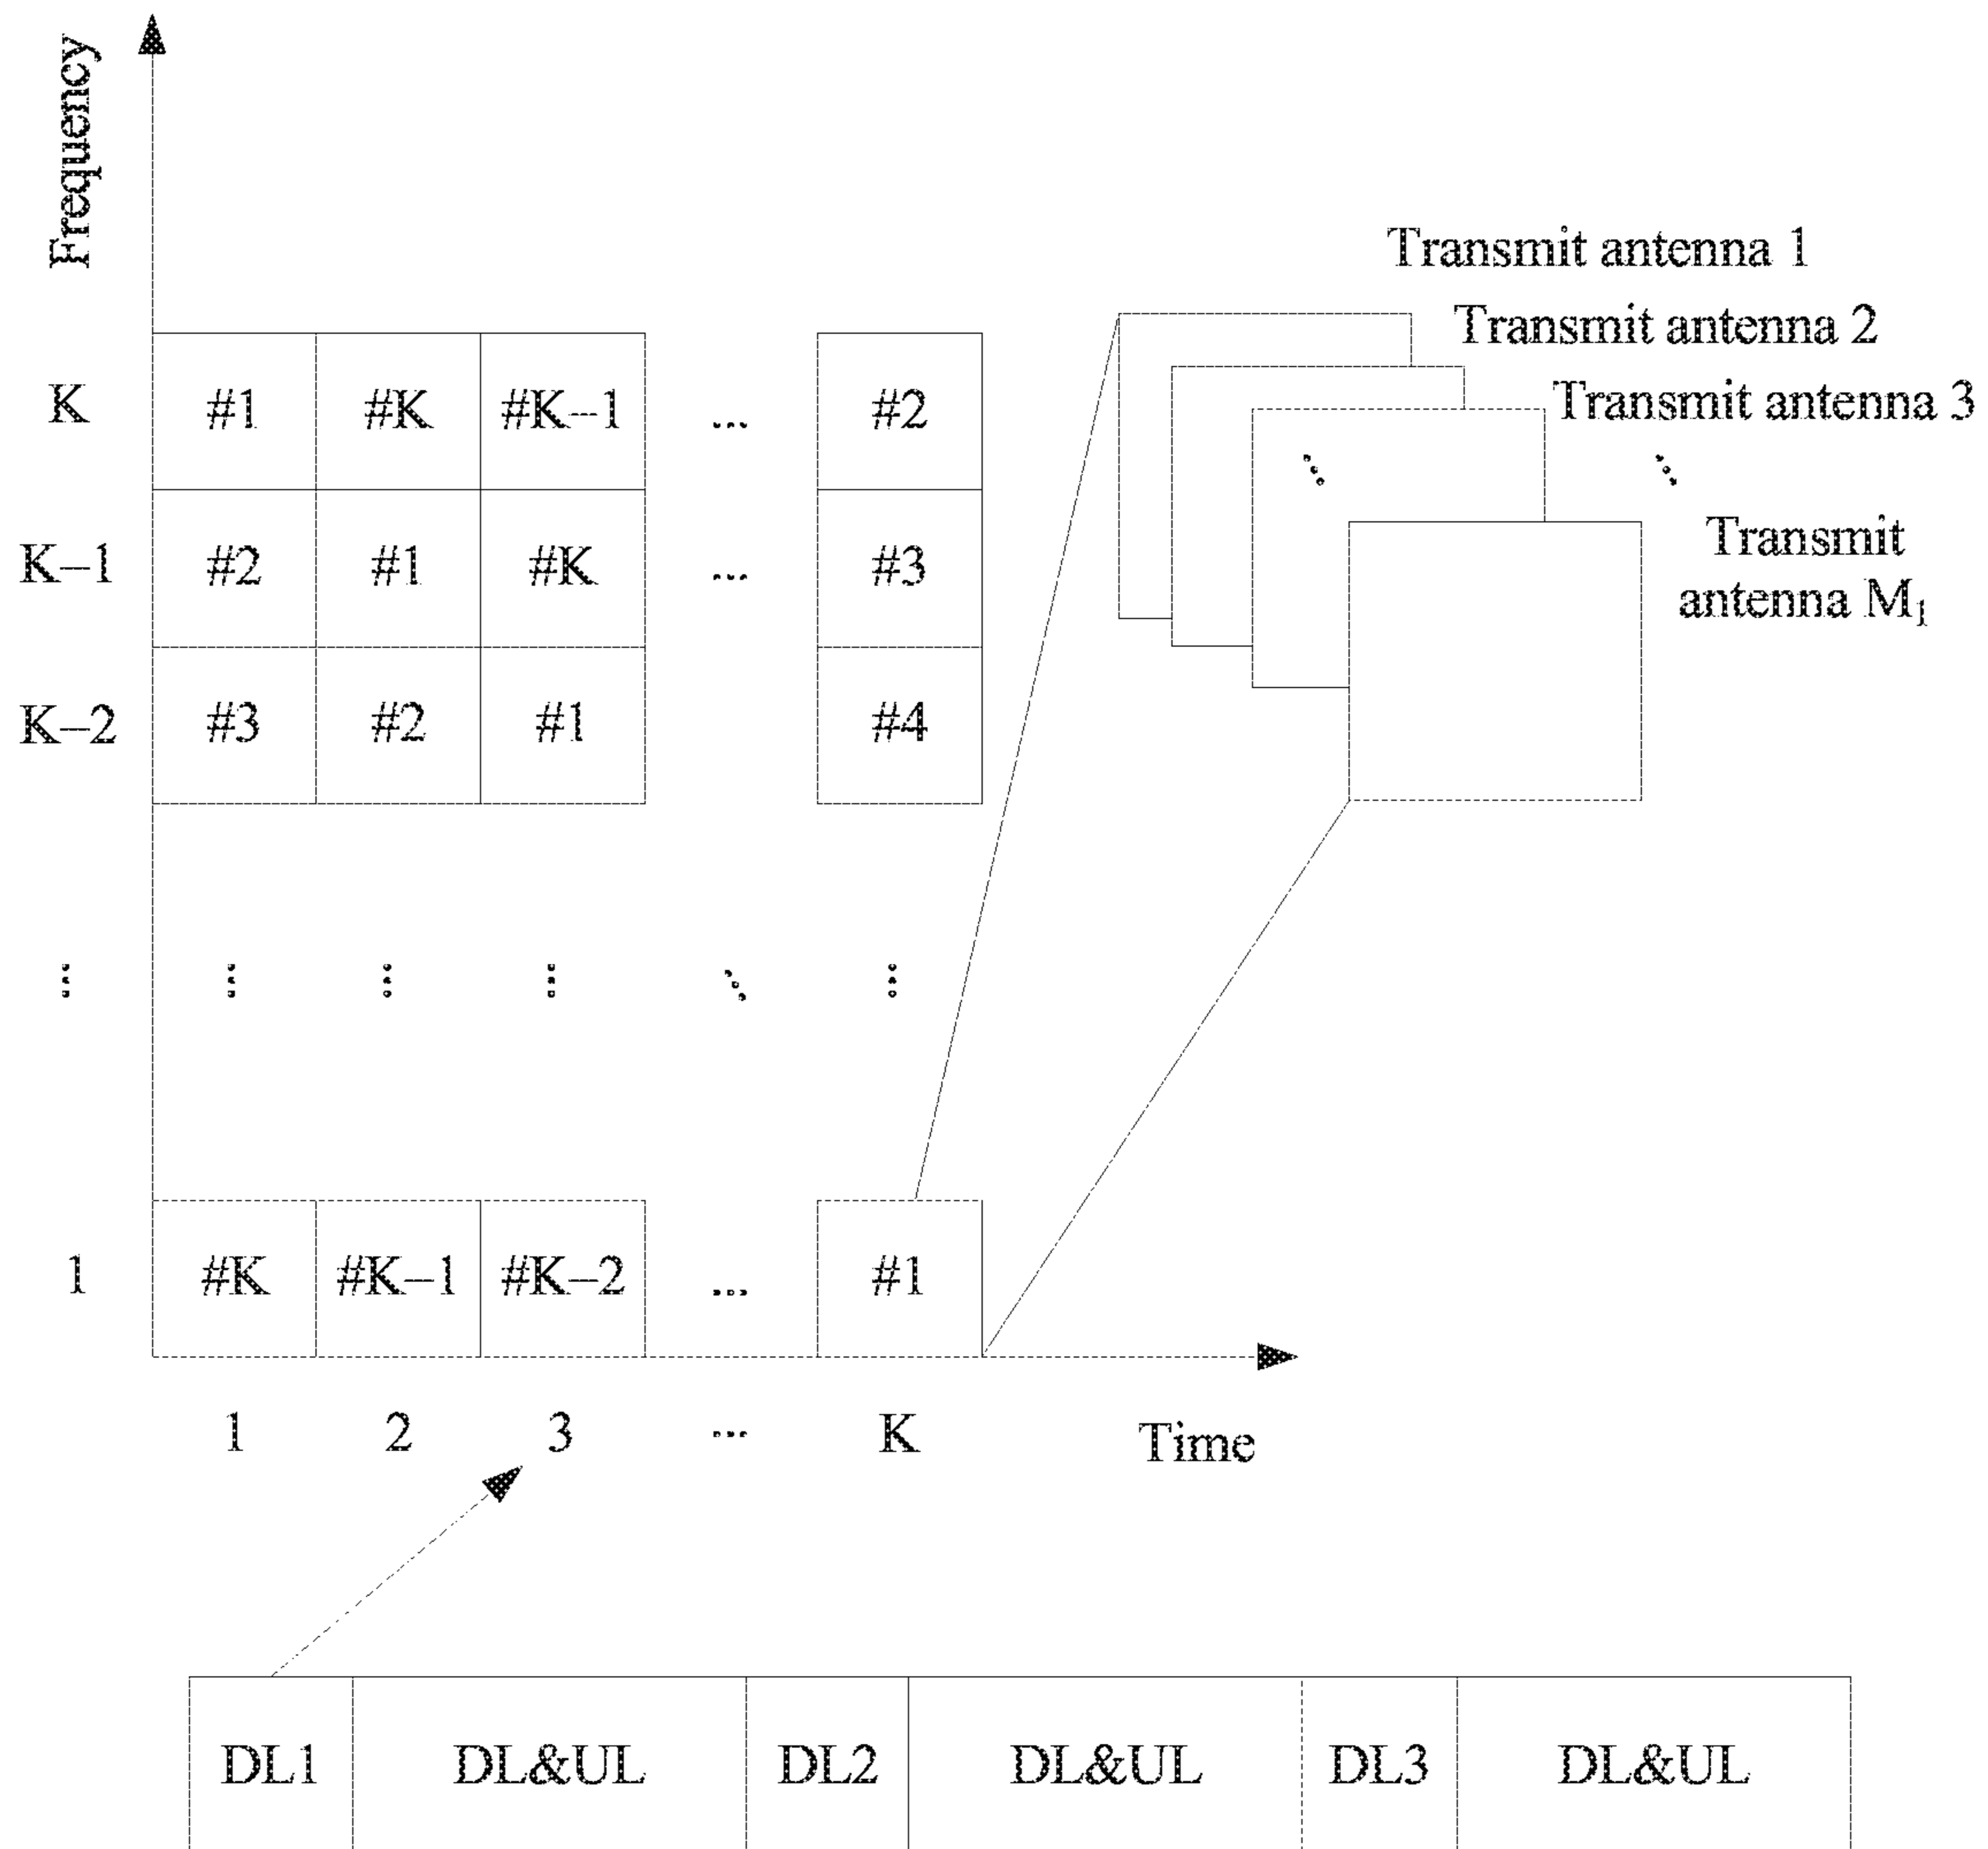 Frequency
Transmit antenna 1
Transmit antenna 2
Transmit antenna 3
Transmit
antenna M₁
K #1 #K #K–1 ... #2
K–1 #2 #1 #K ... #3
K–2 #3 #2 #1 #4
1 #K #K–1 #K–2 ... #1
1 2 3 ... K Time
DL1 DL&UL DL2 DL&UL DL3 DL&UL